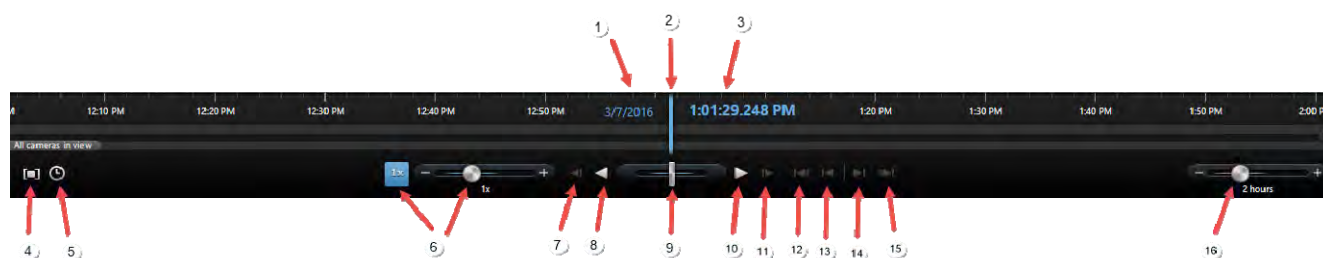 1 2 3
12:10 PM 12:20 PM 12:30 PM 12:40 PM 12:50 PM 3/7/2016 1:01:29.248 PM 1:20 PM 1:30 PM 1:40 PM 1:50 PM 2:00
All cameras in view
1x - + - +
1x 2 hours
4 5 6 7 8 9 10 11 12 13 14 15 16